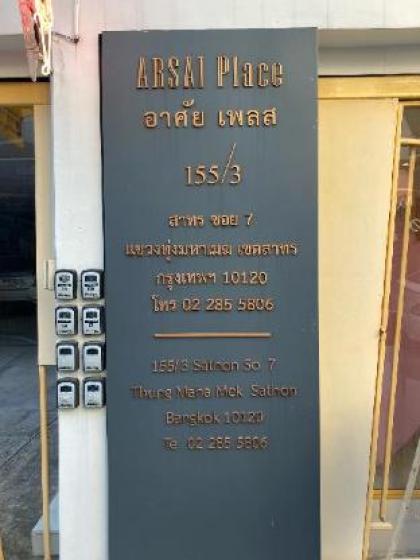 ARSAI Place
อาศัย เพลส
155/3
สาทร ซอย 7
แขวงทุ่งมหาเมฆ เขตสาทร
กรุงเทพฯ 10120
โทร 02 285 5806
155/3 Sathon So 7
Thung Maha Mek Sathon
Bangkok 10120
Te 02 285 5806